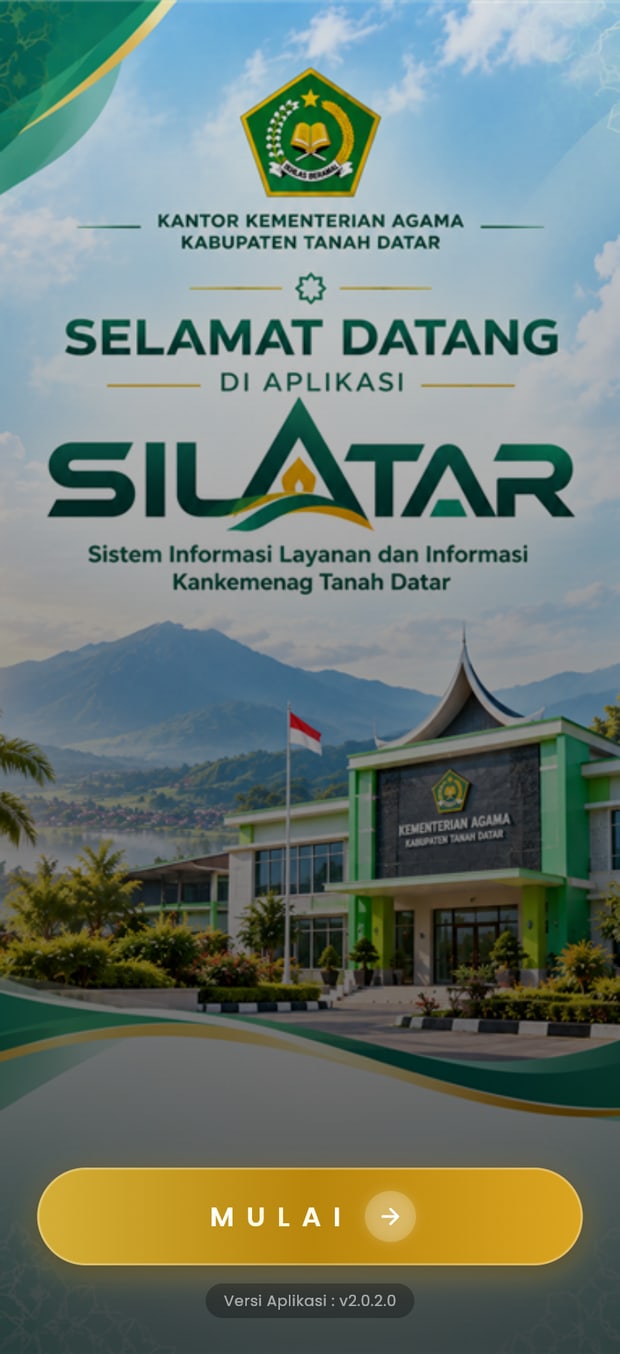 IKHLAS BERAMAL
KANTOR KEMENTERIAN AGAMA
KABUPATEN TANAH DATAR
SELAMAT DATANG
DI APLIKASI
SILATAR
Sistem Informasi Layanan dan Informasi
Kankemenag Tanah Datar
KEMENTERIAN AGAMA
KABUPATEN TANAH DATAR
MULAI
Versi Aplikasi : v2.0.2.0